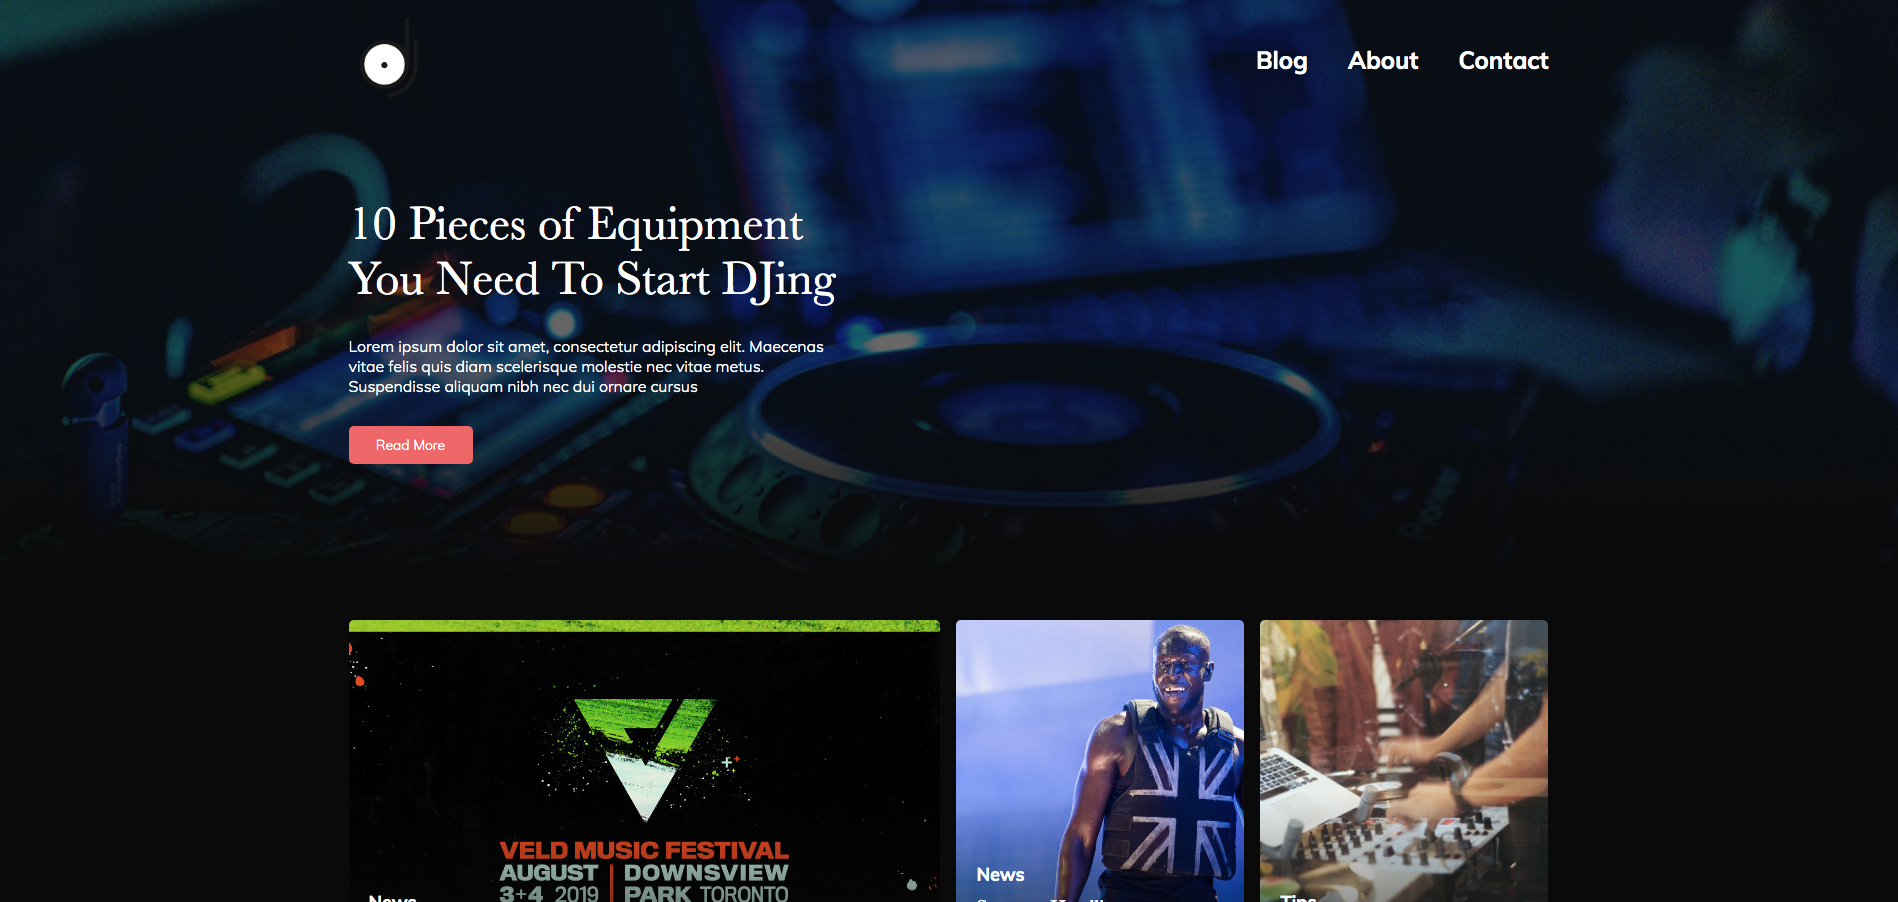 Blog About Contact
10 Pieces of Equipment
You Need To Start DJing
Lorem ipsum dolor sit amet, consectetur adipiscing elit. Maecenas
vitae felis quis diam scelerisque molestie nec vitae metus.
Suspendisse aliquam nibh nec dui ornare cursus
Read More
VELD MUSIC FESTIVAL
AUGUST DOWNSVIEW
3+4 2019 PARK TORONTO
News
News
Tips
Pioneer